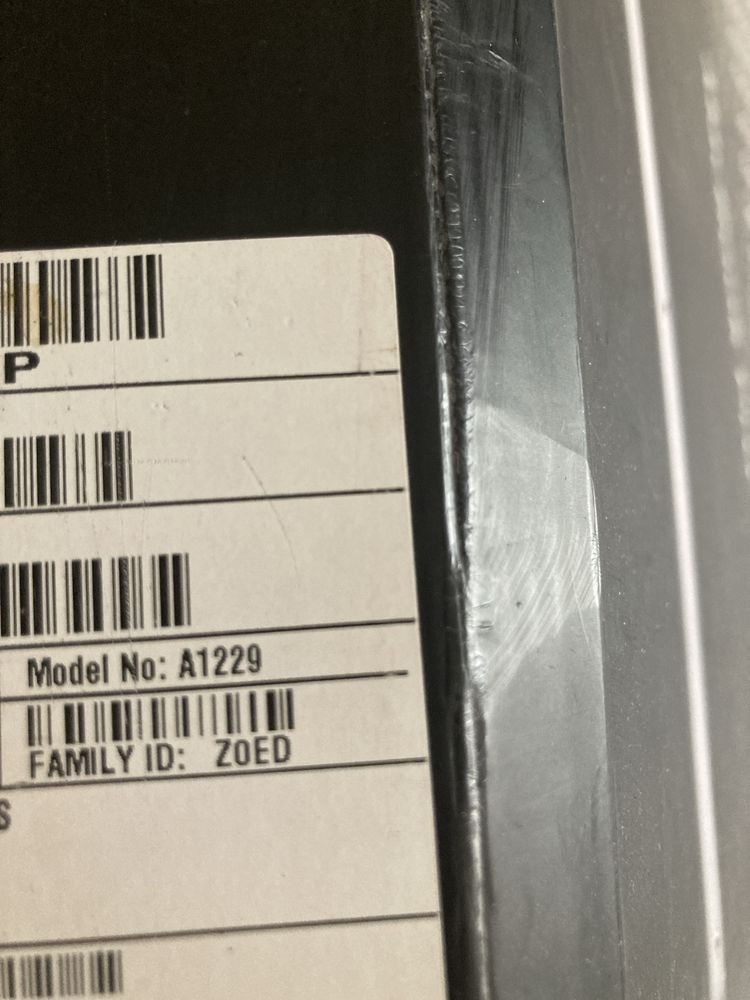 P
Model No: A1229
FAMILY ID: Z0ED
S